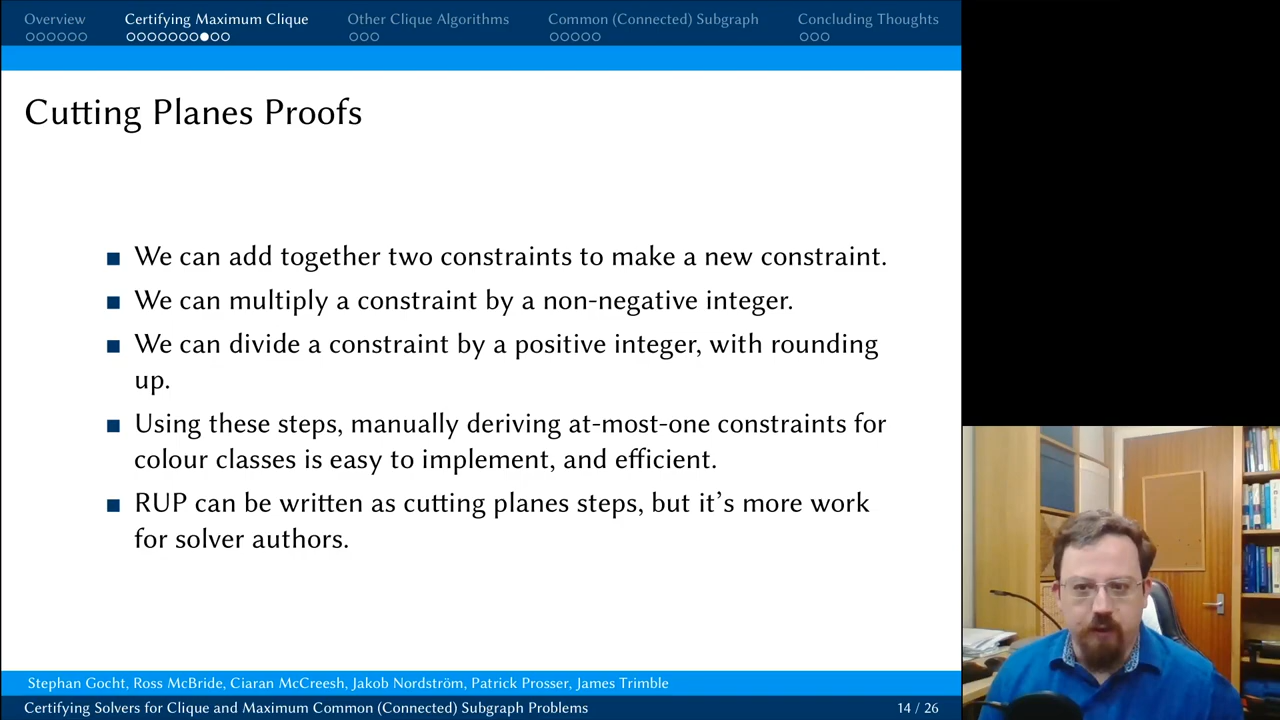 Overview
Certifying Maximum Clique
Other Clique Algorithms
Common (Connected) Subgraph
Concluding Thoughts
Cutting Planes Proofs
We can add together two constraints to make a new constraint.
We can multiply a constraint by a non-negative integer.
We can divide a constraint by a positive integer, with rounding
up.
Using these steps, manually deriving at-most-one constraints for
colour classes is easy to implement, and efficient.
RUP can be written as cutting planes steps, but it's more work
for solver authors.
Stephan Gocht, Ross McBride, Ciaran McCreesh, Jakob Nordström, Patrick Prosser, James Trimble
Certifying Solvers for Clique and Maximum Common (Connected) Subgraph Problems
14 / 26